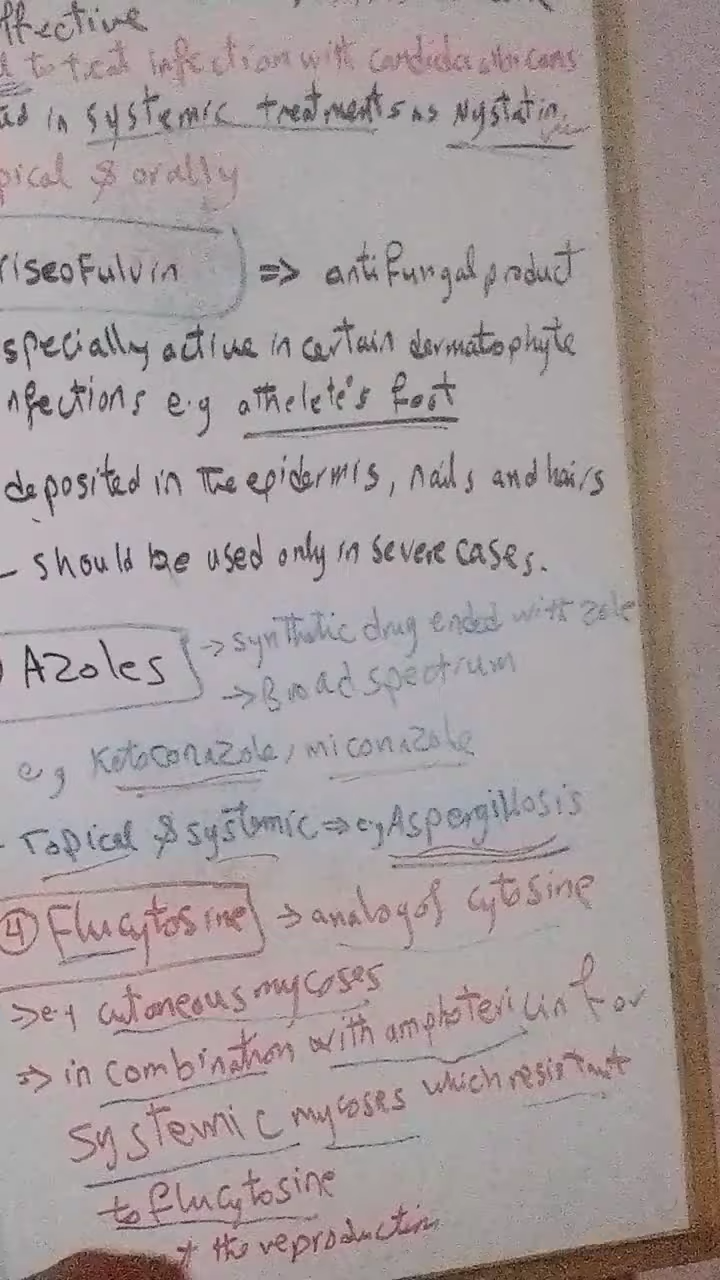 ffective
to treat infection with candida albicans
ed in systemic treatments as Nystatin
pical & orally
riseofulvin => antifungal product
specially active in certain dermatophyte
nfections e.g athelete's foot
deposited in the epidermis, nails and hairs
- should be used only in severe cases.
) Azoles → synthetic drug ended with zole
→ Broad spectrum
e.g Ketoconazole, miconazole
- Topical & systemic => e.g Aspergillosis
④ Flucytosine → analog of cytosine
=> e.g cutaneous mycoses
=> in combination with amphotericin for
systemic mycoses which resistant
to flucytosine
the reproduction